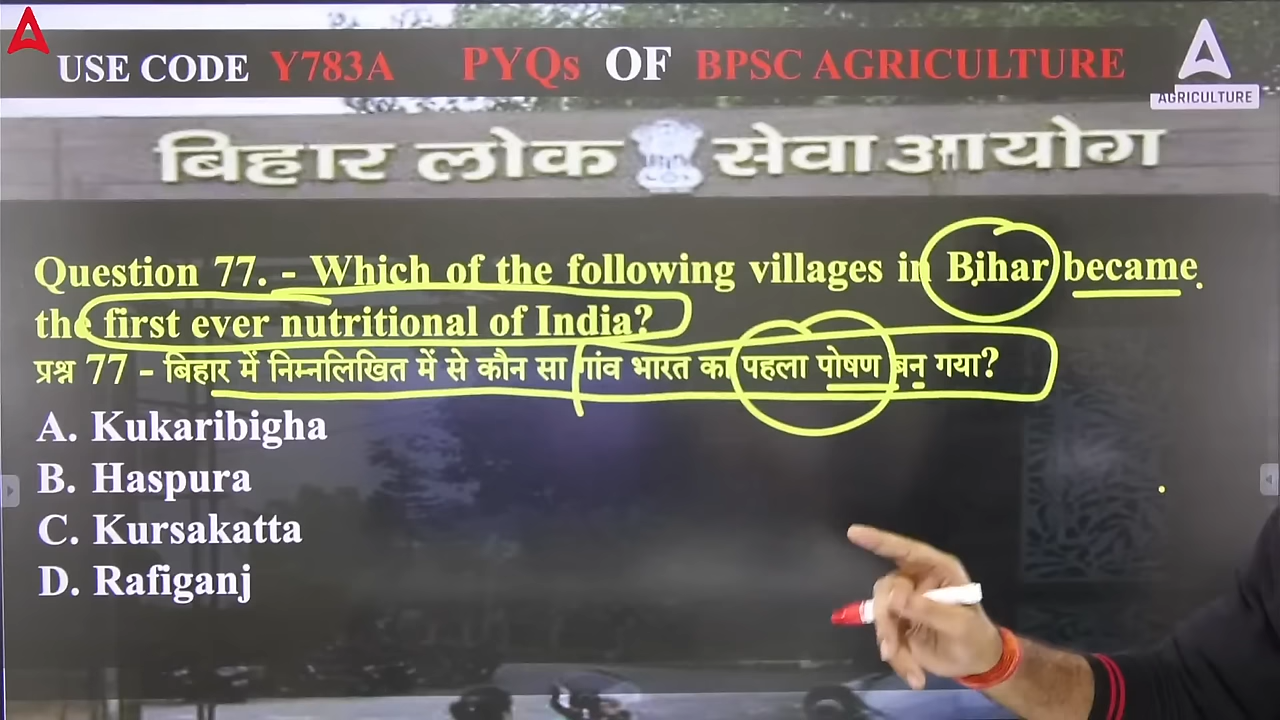 USE CODE Y783A PYQs OF BPSC AGRICULTURE
AGRICULTURE
बिहार लोक सेवा आयोग
Question 77. - Which of the following villages in Bihar became
the first ever nutritional of India?
प्रश्न 77 - बिहार में निम्नलिखित में से कौन सा गांव भारत का पहला पोषण बन गया?
A. Kukaribigha
B. Haspura
C. Kursakatta
D. Rafiganj